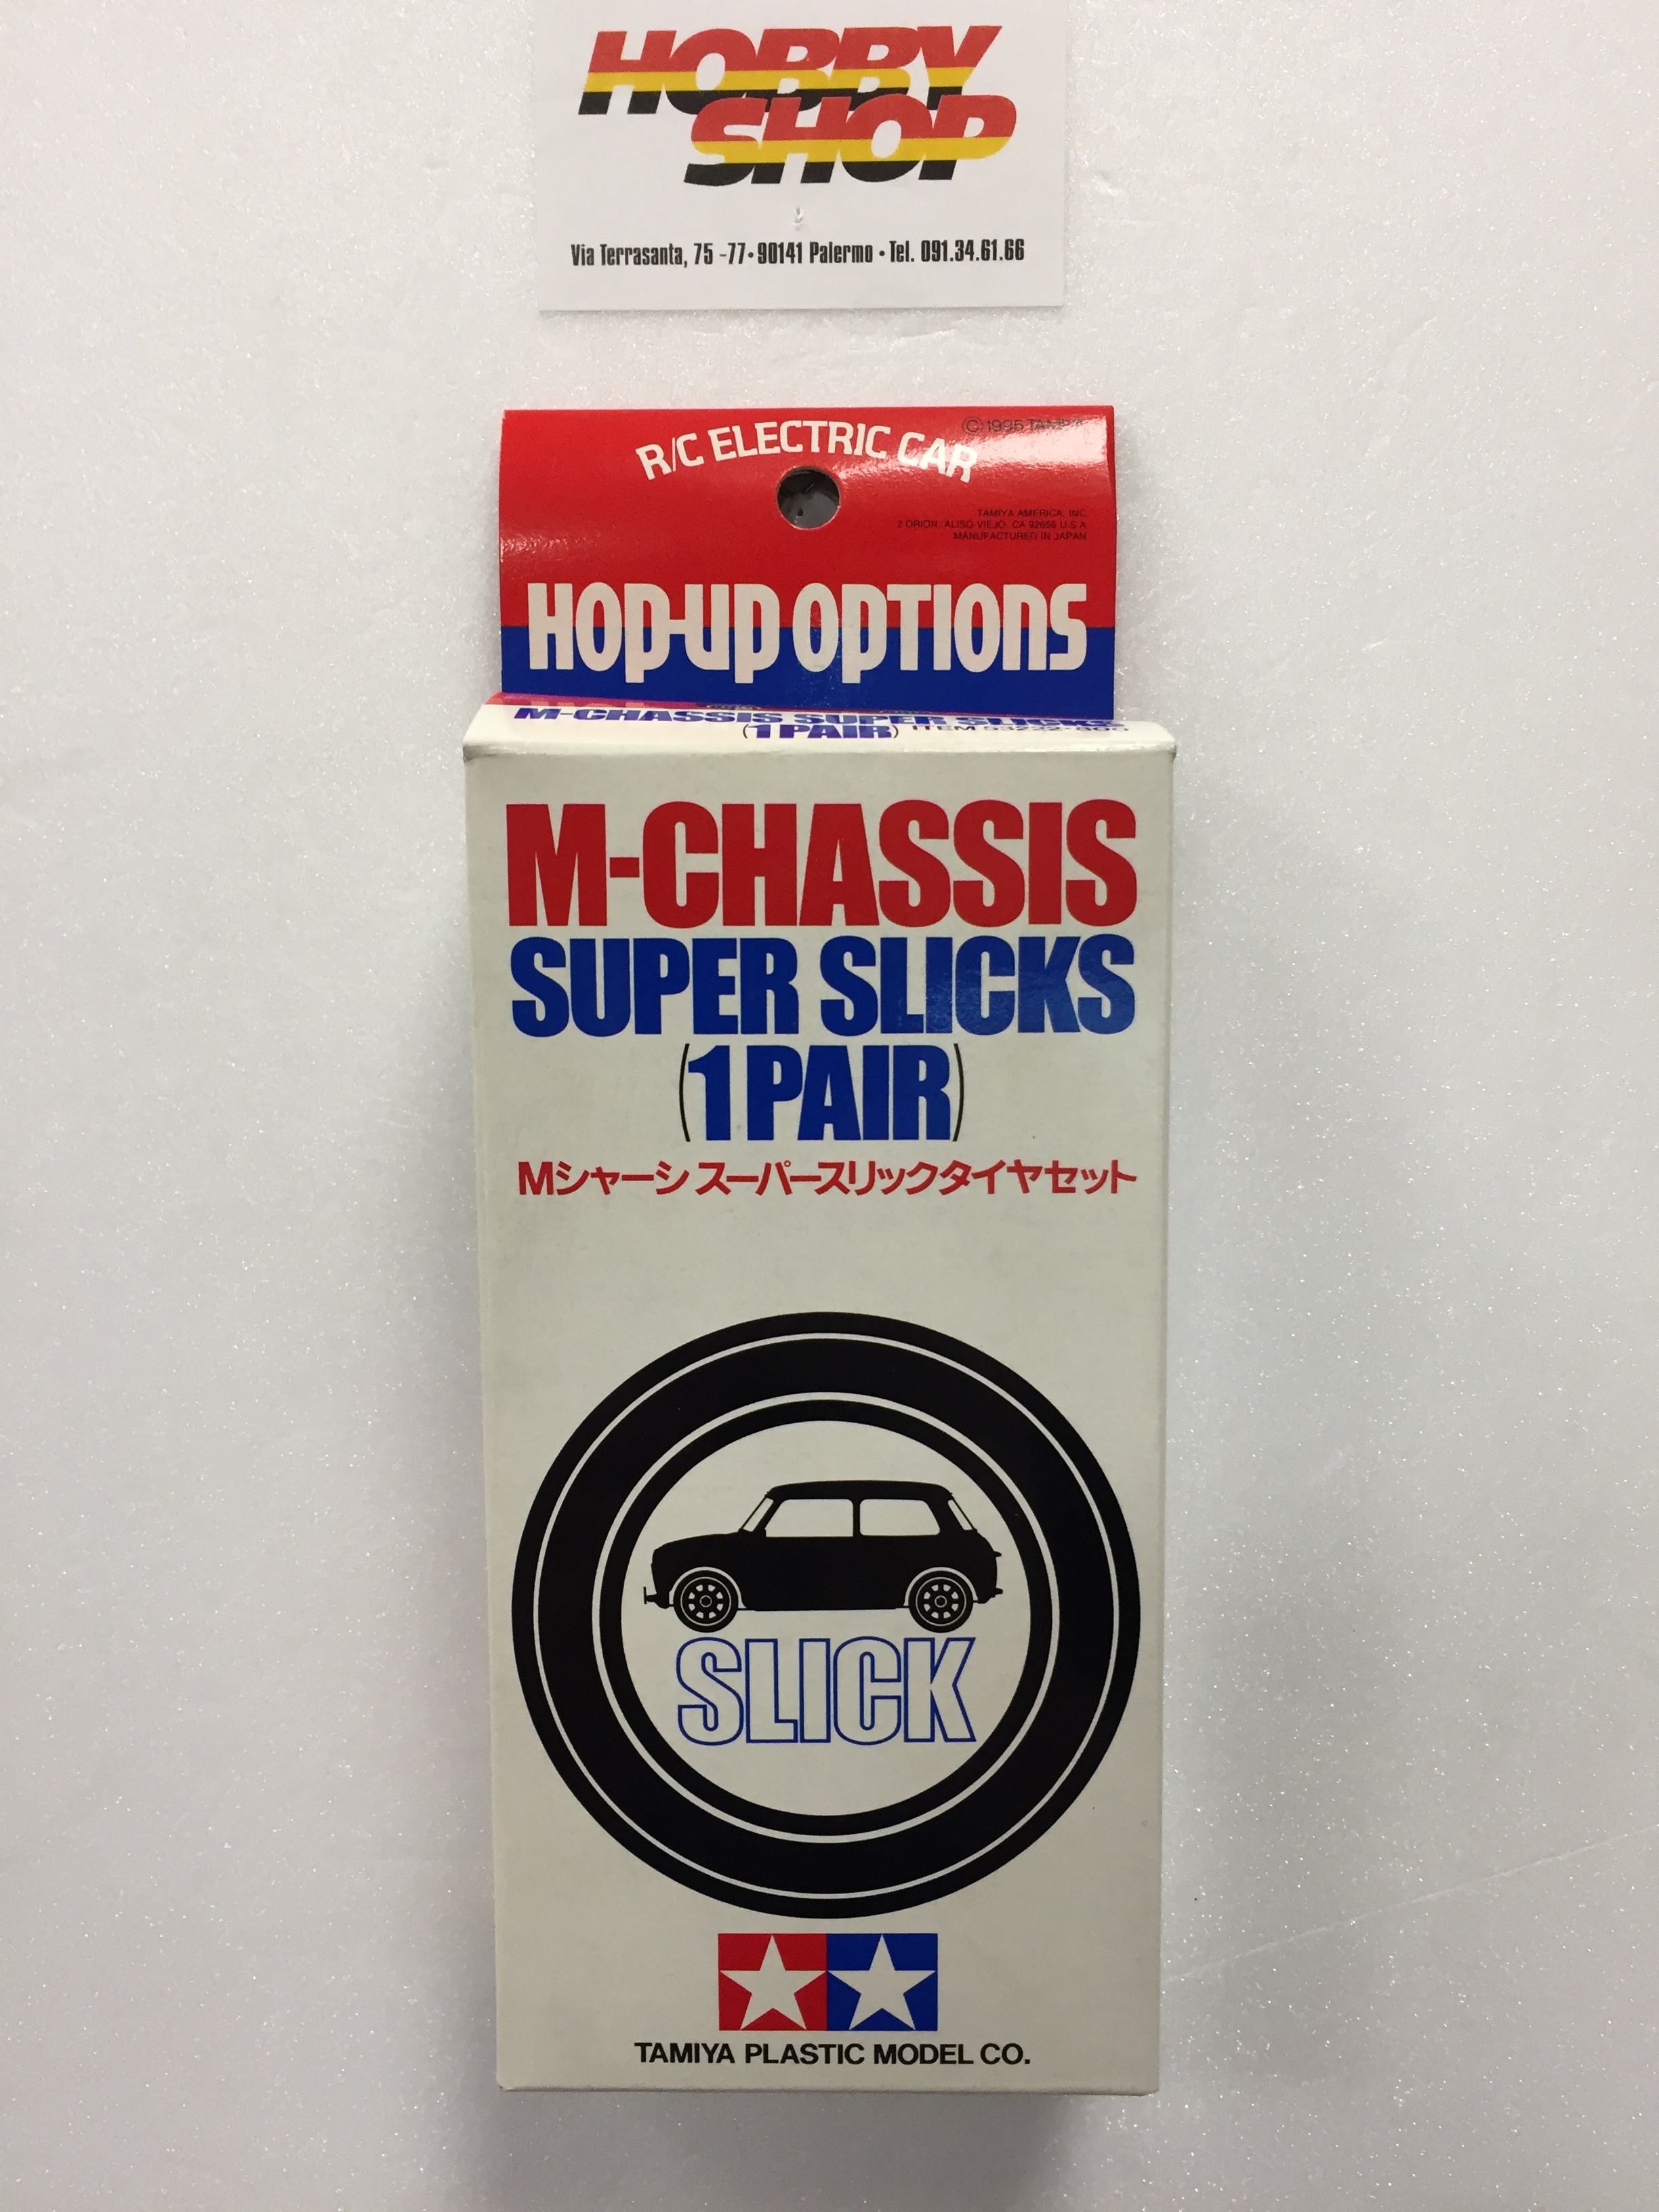 HOBBY
SHOP
Via Terrasanta, 75 -77 • 90141 Palermo • Tel. 091.34.61.66
R/C ELECTRIC CAR
©1995 TAMIYA
TAMIYA AMERICA, INC.
2 ORION, ALISO VIEJO, CA 92656 U.S.A
MANUFACTURED IN JAPAN
HOP-UP OPTIONS
M-CHASSIS SUPER SLICKS
(1 PAIR) ITEM
M-CHASSIS
SUPER SLICKS
(1 PAIR)
Mシャーシ スーパースリックタイヤセット
SLICK
TAMIYA PLASTIC MODEL CO.